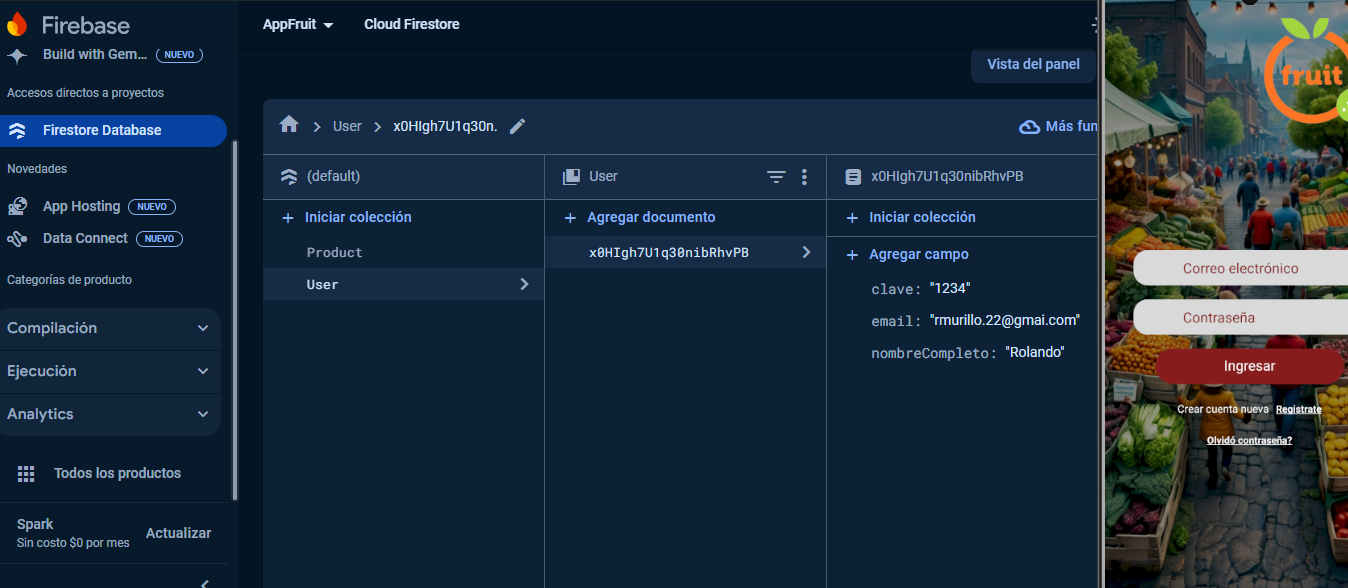 Firebase
Build with Gem... NUEVO
Accesos directos a proyectos
Firestore Database
Novedades
App Hosting NUEVO
Data Connect NUEVO
Categorías de producto
Compilación
Ejecución
Analytics
Todos los productos
Spark
Sin costo $0 por mes
Actualizar
AppFruit Cloud Firestore
Vista del panel
User x0HIgh7U1q30n.
Más fun
(default)
Iniciar colección
Product
User
User
Agregar documento
x0HIgh7U1q30nibRhvPB
x0HIgh7U1q30nibRhvPB
Iniciar colección
Agregar campo
clave: "1234"
email: "rmurillo.22@gmai.com"
nombreCompleto: "Rolando"
fruit
Correo electrónico
Contraseña
Ingresar
Crear cuenta nueva Registrate
Olvidó contraseña?